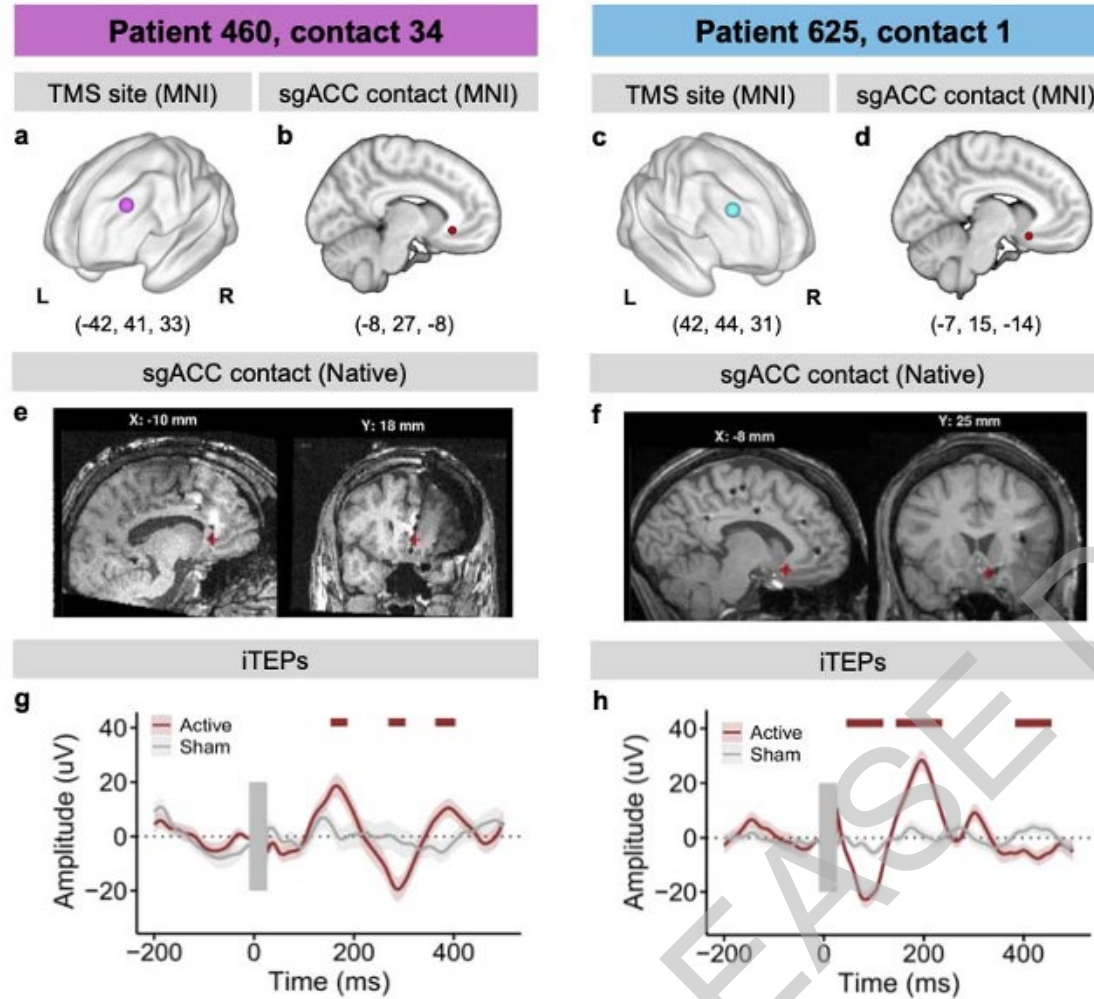 Patient 460, contact 34
Patient 625, contact 1
TMS site (MNI)
sgACC contact (MNI)
TMS site (MNI)
sgACC contact (MNI)
a
b
c
d
L
R
L
R
(-42, 41, 33)
(-8, 27, -8)
(42, 44, 31)
(-7, 15, -14)
sgACC contact (Native)
sgACC contact (Native)
e
X: -10 mm
Y: 18 mm
f
X: -8 mm
Y: 25 mm
iTEPs
iTEPs
g
Active
Sham
40
20
0
−20
Amplitude (uV)
−200
0
200
400
Time (ms)
h
Active
Sham
40
20
0
−20
Amplitude (uV)
−200
0
200
400
Time (ms)
EASE